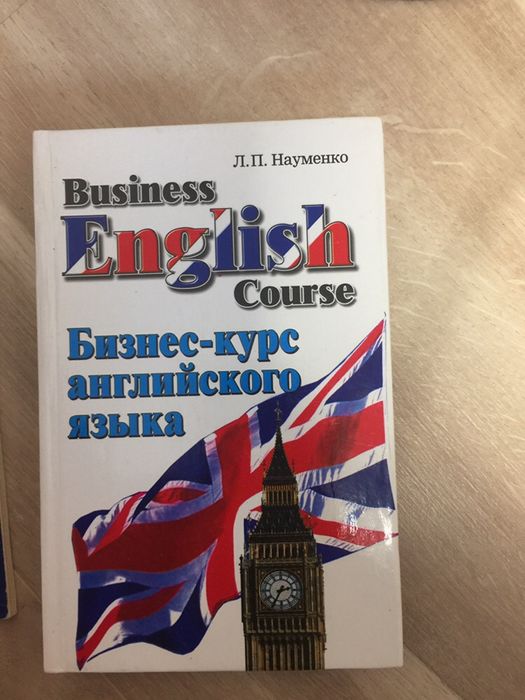 Л.П. Науменко
Business
English
Course
Бизнес-курс
английского
языка